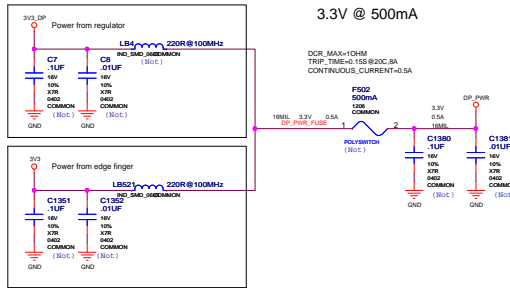 3.3V @ 500mA
3V3_DP
Power from regulator
LB4
220R@100MHz
IND_SMD_0603
COMMON
(Not)
C7
.1UF
16V
10%
X7R
0402
COMMON
(Not)
GND
C8
.01UF
16V
10%
X7R
0402
COMMON
(Not)
GND
DCR_MAX=1OHM
TRIP_TIME=0.15S@20C,8A
CONTINUOUS_CURRENT=0.5A
F502
500mA
1206
COMMON
16MIL 3.3V 0.5A
DP_PWR_FUSE
1
2
POLYSWITCH
(Not)
DP_PWR
3.3V
0.5A
16MIL
C1380
.1UF
16V
10%
X7R
0402
COMMON
(Not)
GND
C1381
.01UF
16V
10%
X7R
0402
COMMO
(Not
GND
3V3
Power from edge finger
LB521
220R@100MHz
IND_SMD_0603
COMMON
(Not)
C1351
.1UF
16V
10%
X7R
0402
COMMON
(Not)
GND
C1352
.01UF
16V
10%
X7R
0402
COMMON
(Not)
GND